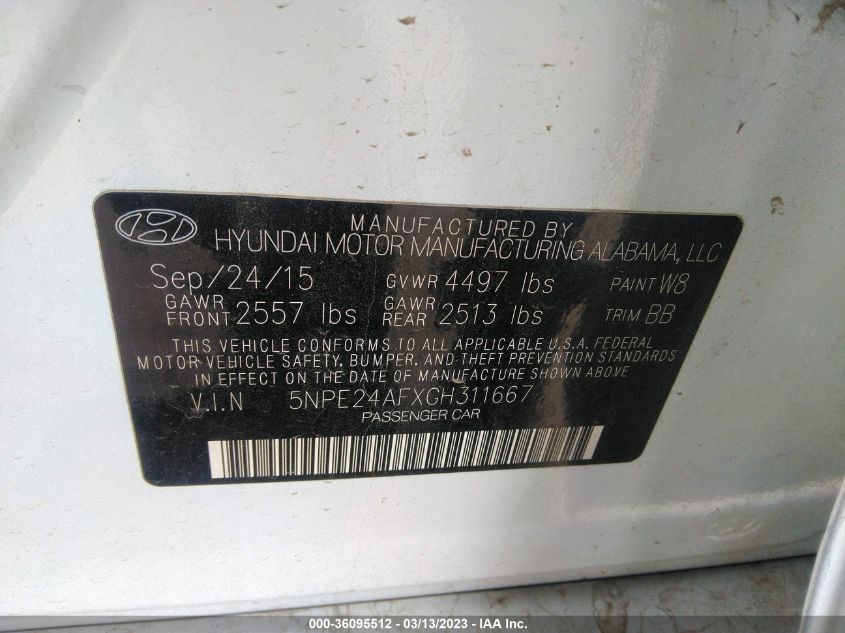 MANUFACTURED BY
HYUNDAI MOTOR MANUFACTURING ALABAMA, LLC
Sep/24/15 GVWR 4497 lbs PAINT W8
GAWR FRONT 2557 lbs GAWR REAR 2513 lbs TRIM BB
THIS VEHICLE CONFORMS TO ALL APPLICABLE U.S.A. FEDERAL
MOTOR-VEHICLE SAFETY, BUMPER, AND THEFT PREVENTION STANDARDS
IN EFFECT ON THE DATE OF MANUFACTURE SHOWN ABOVE
V.I.N 5NPE24AFXGH311667
PASSENGER CAR
000-36095512 - 03/13/2023 - IAA Inc.